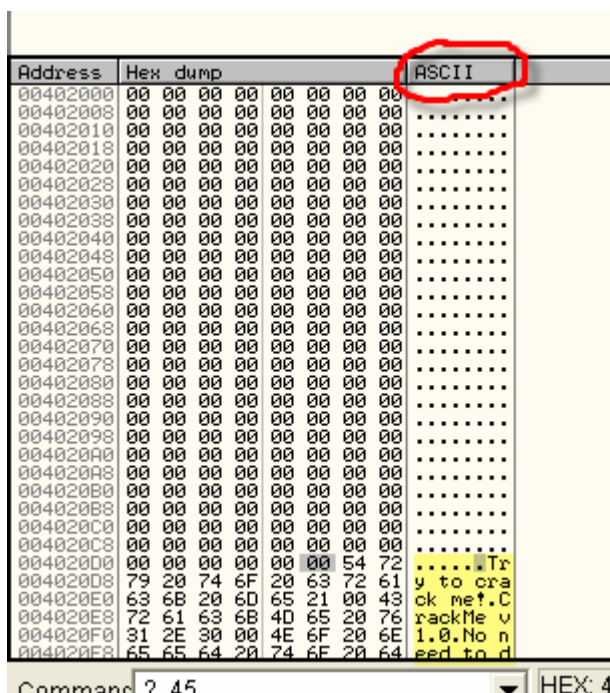 Address Hex dump ASCII
00402000 00 00 00 00 00 00 00 00 ........
00402008 00 00 00 00 00 00 00 00 ........
00402010 00 00 00 00 00 00 00 00 ........
00402018 00 00 00 00 00 00 00 00 ........
00402020 00 00 00 00 00 00 00 00 ........
00402028 00 00 00 00 00 00 00 00 ........
00402030 00 00 00 00 00 00 00 00 ........
00402038 00 00 00 00 00 00 00 00 ........
00402040 00 00 00 00 00 00 00 00 ........
00402048 00 00 00 00 00 00 00 00 ........
00402050 00 00 00 00 00 00 00 00 ........
00402058 00 00 00 00 00 00 00 00 ........
00402060 00 00 00 00 00 00 00 00 ........
00402068 00 00 00 00 00 00 00 00 ........
00402070 00 00 00 00 00 00 00 00 ........
00402078 00 00 00 00 00 00 00 00 ........
00402080 00 00 00 00 00 00 00 00 ........
00402088 00 00 00 00 00 00 00 00 ........
00402090 00 00 00 00 00 00 00 00 ........
00402098 00 00 00 00 00 00 00 00 ........
004020A0 00 00 00 00 00 00 00 00 ........
004020A8 00 00 00 00 00 00 00 00 ........
004020B0 00 00 00 00 00 00 00 00 ........
004020B8 00 00 00 00 00 00 00 00 ........
004020C0 00 00 00 00 00 00 00 00 ........
004020C8 00 00 00 00 00 00 00 00 ........
004020D0 00 00 00 00 00 00 54 72 ......Tr
004020D8 79 20 74 6F 20 63 72 61 y to cra
004020E0 63 6B 20 6D 65 21 00 43 ck me!.C
004020E8 72 61 63 6B 4D 65 20 76 rackMe v
004020F0 31 2E 30 00 4E 6F 20 6E 1.0.No n
004020F8 65 65 64 20 74 6F 20 64 eed to d
Command ? 45 HEX: 4